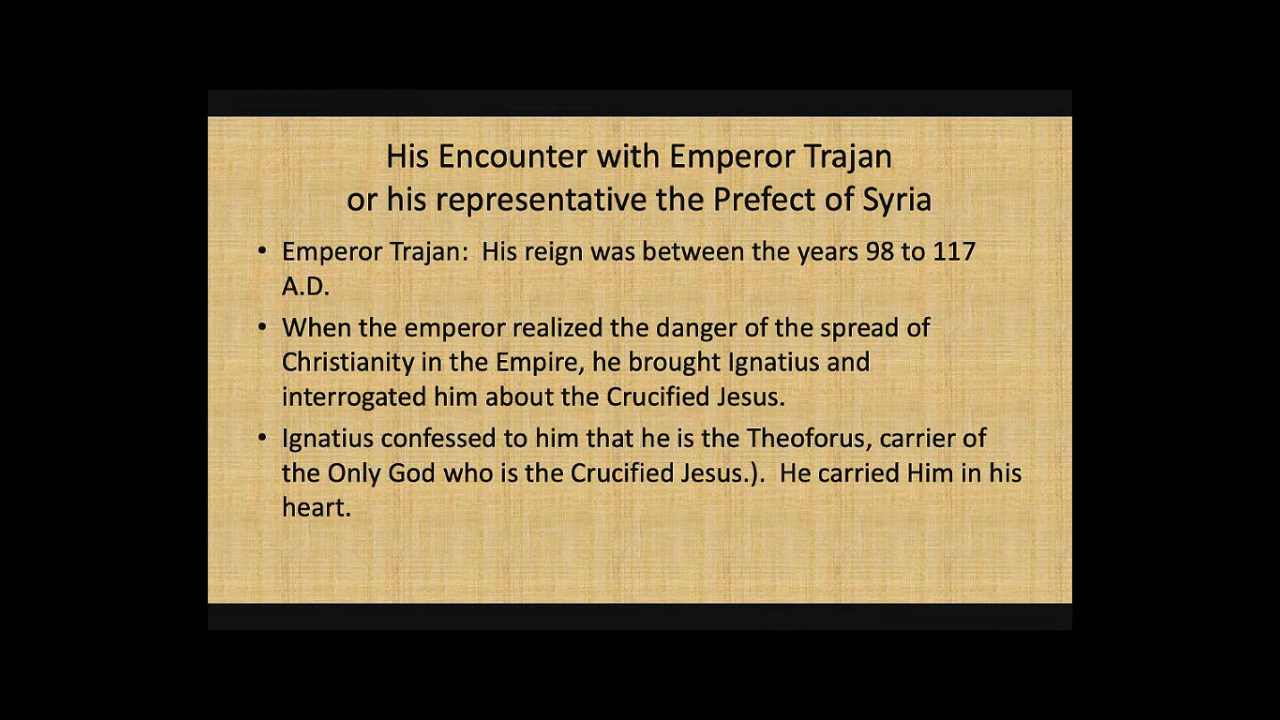 His Encounter with Emperor Trajan
or his representative the Prefect of Syria
• Emperor Trajan:  His reign was between the years 98 to 117
A.D.
• When the emperor realized the danger of the spread of
Christianity in the Empire, he brought Ignatius and
interrogated him about the Crucified Jesus.
• Ignatius confessed to him that he is the Theoforus, carrier of
the Only God who is the Crucified Jesus.).  He carried Him in his
heart.